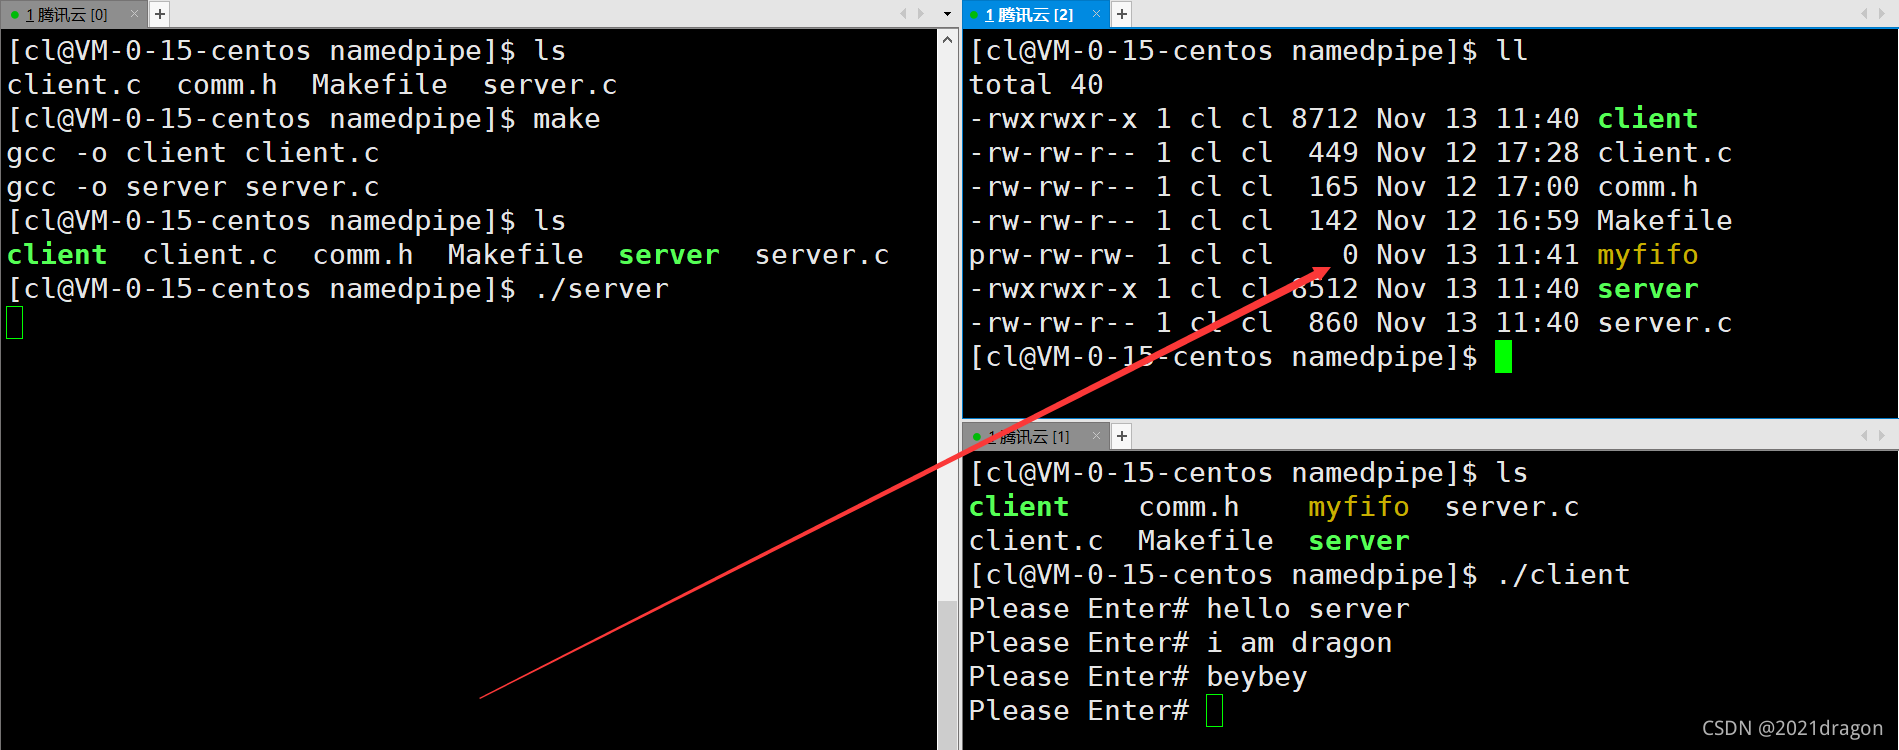 1 腾讯云 [0]
[cl@VM-0-15-centos namedpipe]$ ls
client.c  comm.h  Makefile  server.c
[cl@VM-0-15-centos namedpipe]$ make
gcc -o client client.c
gcc -o server server.c
[cl@VM-0-15-centos namedpipe]$ ls
client  client.c  comm.h  Makefile  server  server.c
[cl@VM-0-15-centos namedpipe]$ ./server
1 腾讯云 [2]
[cl@VM-0-15-centos namedpipe]$ ll
total 40
-rwxrwxr-x 1 cl cl 8712 Nov 13 11:40 client
-rw-rw-r-- 1 cl cl  449 Nov 12 17:28 client.c
-rw-rw-r-- 1 cl cl  165 Nov 12 17:00 comm.h
-rw-rw-r-- 1 cl cl  142 Nov 12 16:59 Makefile
prw-rw-rw- 1 cl cl    0 Nov 13 11:41 myfifo
-rwxrwxr-x 1 cl cl 8512 Nov 13 11:40 server
-rw-rw-r-- 1 cl cl  860 Nov 13 11:40 server.c
[cl@VM-0-15-centos namedpipe]$
1 腾讯云 [1]
[cl@VM-0-15-centos namedpipe]$ ls
client    comm.h    myfifo  server.c
client.c  Makefile  server
[cl@VM-0-15-centos namedpipe]$ ./client
Please Enter# hello server
Please Enter# i am dragon
Please Enter# beybey
Please Enter#
CSDN @2021dragon